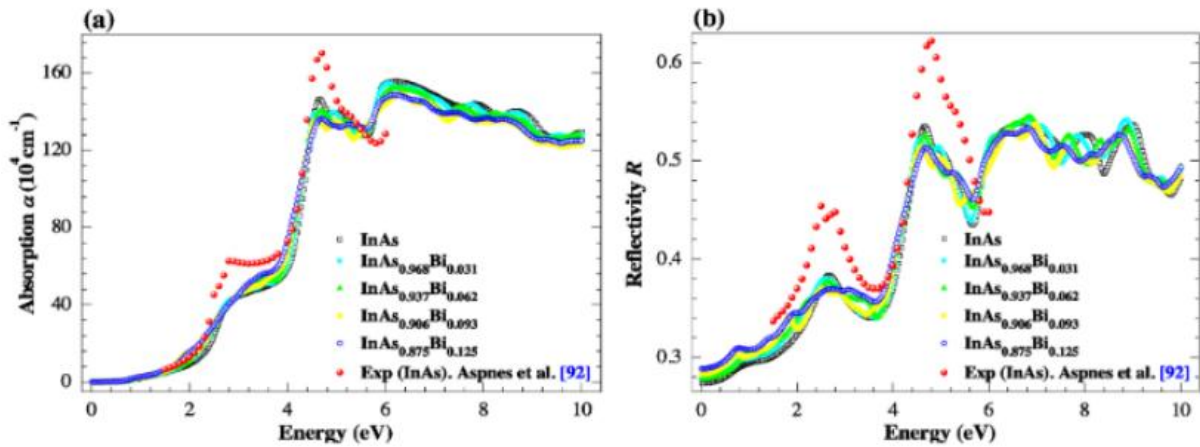 (a)
160
120
80
40
0
Absorption α (10⁴ cm⁻¹)
InAs
InAs₀.₉₆₈Bi₀.₀₃₁
InAs₀.₉₃₇Bi₀.₀₆₂
InAs₀.₉₀₆Bi₀.₀₉₃
InAs₀.₈₇₅Bi₀.₁₂₅
Exp (InAs). Aspnes et al. [92]
0 2 4 6 8 10
Energy (eV)
(b)
0.6
0.5
0.4
0.3
Reflectivity R
InAs
InAs₀.₉₆₈Bi₀.₀₃₁
InAs₀.₉₃₇Bi₀.₀₆₂
InAs₀.₉₀₆Bi₀.₀₉₃
InAs₀.₈₇₅Bi₀.₁₂₅
Exp (InAs). Aspnes et al. [92]
0 2 4 6 8 10
Energy (eV)